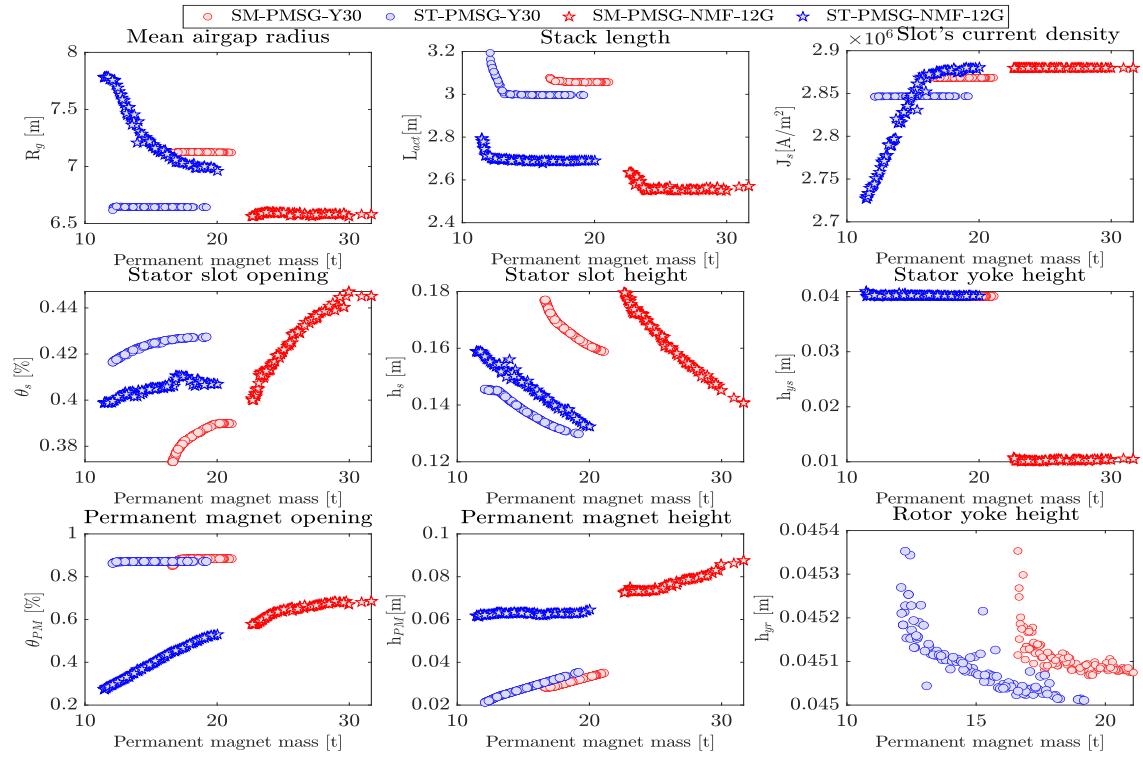 SM-PMSG-Y30 ST-PMSG-Y30 SM-PMSG-NMF-12G ST-PMSG-NMF-12G
Mean airgap radius
8
7.5
7
6.5
R_g [m]
10 20 30
Permanent magnet mass [t]
Stack length
3.2
3
2.8
2.6
2.4
L_act[m]
10 20 30
Permanent magnet mass [t]
×10^6 Slot's current density
2.9
2.85
2.8
2.75
2.7
J_s[A/m^2]
10 20 30
Permanent magnet mass [t]
Stator slot opening
0.44
0.42
0.4
0.38
θ_s [%]
10 20 30
Permanent magnet mass [t]
Stator slot height
0.18
0.16
0.14
0.12
h_s [m]
10 20 30
Permanent magnet mass [t]
Stator yoke height
0.04
0.03
0.02
0.01
h_ys [m]
10 20 30
Permanent magnet mass [t]
Permanent magnet opening
1
0.8
0.6
0.4
0.2
θ_PM [%]
10 20 30
Permanent magnet mass [t]
Permanent magnet height
0.1
0.08
0.06
0.04
0.02
h_PM[m]
10 20 30
Permanent magnet mass [t]
Rotor yoke height
0.0454
0.0453
0.0452
0.0451
0.045
h_yr [m]
10 15 20
Permanent magnet mass [t]